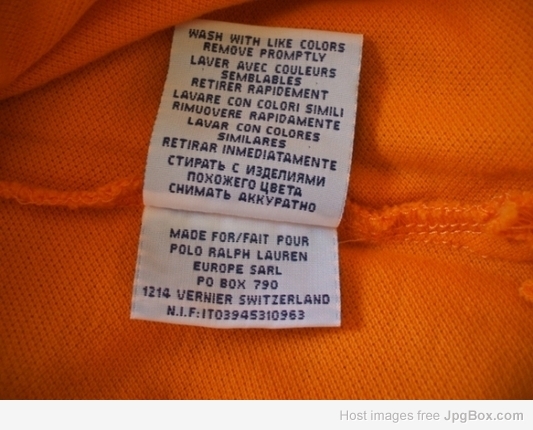 WASH WITH LIKE COLORS
REMOVE PROMPTLY
LAVER AVEC COULEURS
SEMBLABLES
RETIRER RAPIDEMENT
LAVARE CON COLORI SIMILI
RIMUOVERE RAPIDAMENTE
LAVAR CON COLORES
SIMILARES
RETIRAR INMEDIATAMENTE
СТИРАТЬ С ИЗДЕЛИЯМИ
ПОХОЖЕГО ЦВЕТА
СНИМАТЬ АККУРАТНО
MADE FOR/FAIT POUR
POLO RALPH LAUREN
EUROPE SARL
PO BOX 790
1214 VERNIER SWITZERLAND
N.I.F:IT03945310963
Host images free JpgBox.com